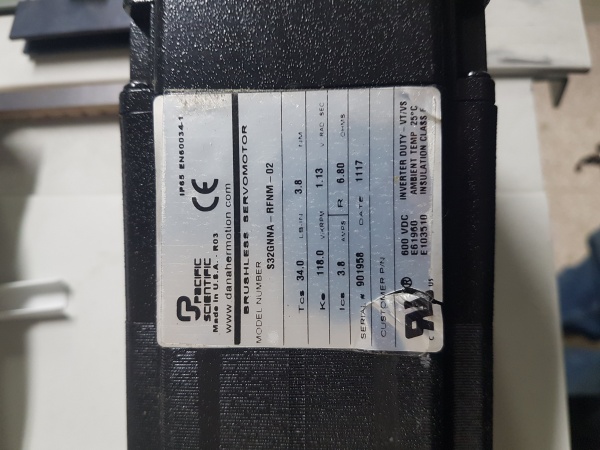 PACIFIC
SCIENTIFIC
IP65 EN60034-1
Made in U.S.A. - R03
CE
www.danahermotion.com
BRUSHLESS SERVOMOTOR
MODEL NUMBER
S32GNNA-RFNM-02
Tcs 34.0 LB-IN 3.8 N.M.
Ke 118.0 V/KRPM 1.13 V RAD SEC
Ics 3.8 AMPS R 6.80 OHMS
SERIAL # 901958 DATE 1117
CUSTOMER P/N
600 VDC INVERTER DUTY - VT/VS
E61960 AMBIENT TEMP 25°C
E103510 INSULATION CLASS F
C US